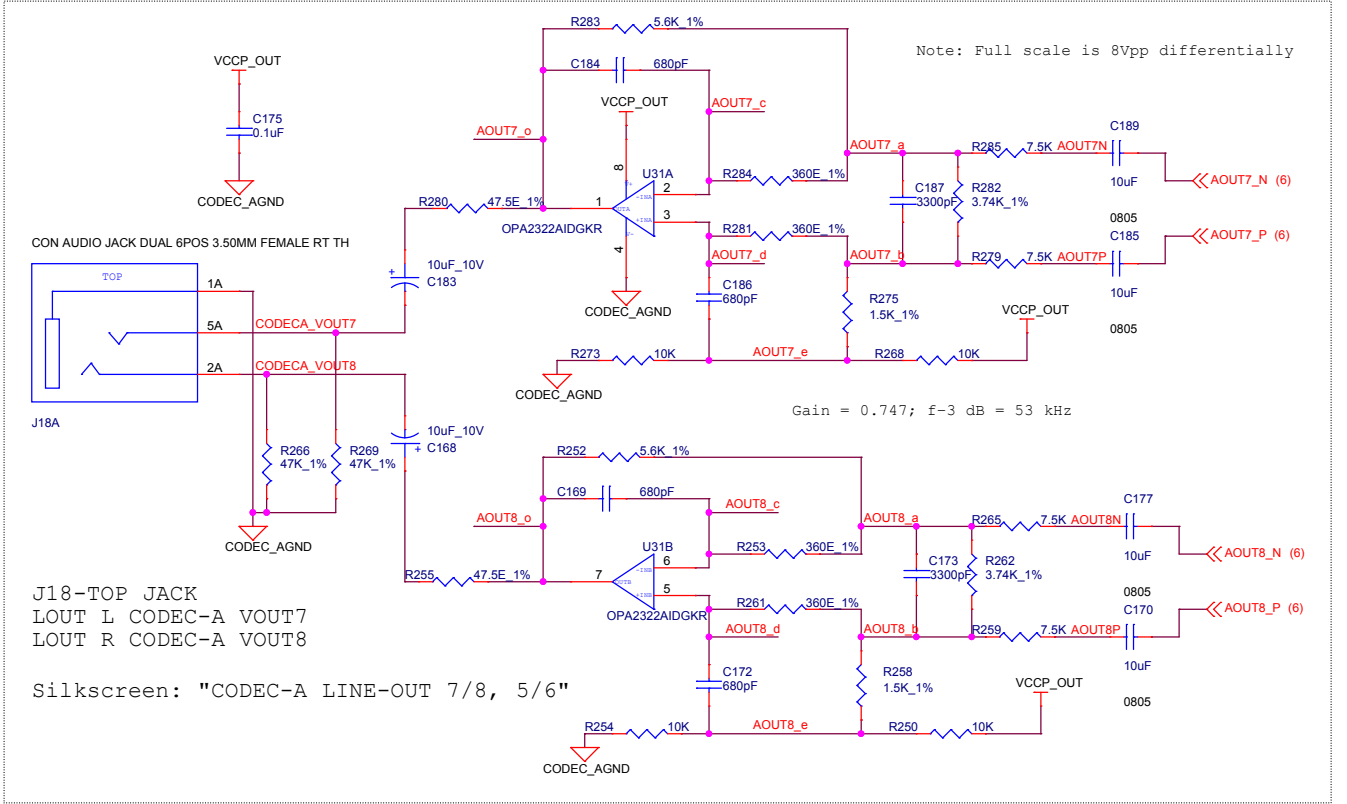 R283
5.6K_1%
Note: Full scale is 8Vpp differentially
VCCP_OUT
C184
680pF
VCCP_OUT
AOUT7_c
C175
0.1uF
AOUT7_o
C189
AOUT7_a
R285
7.5K
AOUT7N
8
V+
U31A
R284
360E_1%
10uF
AOUT7_N (6)
2
-INA
C187
3300pF
R282
3.74K_1%
CODEC_AGND
R280
47.5E_1%
1
OUTA
3
+INA
0805
OPA2322AIDGKR
V-
R281
360E_1%
C185
AOUT7_P (6)
CON AUDIO JACK DUAL 6POS 3.50MM FEMALE RT TH
4
AOUT7_d
AOUT7_b
R279
7.5K
AOUT7P
TOP
10uF_10V
C183
+
1A
C186
680pF
10uF
CODEC_AGND
R275
1.5K_1%
VCCP_OUT
5A
CODECA_VOUT7
0805
R273
10K
AOUT7_e
R268
10K
2A
CODECA_VOUT8
CODEC_AGND
J18A
Gain = 0.747; f-3 dB = 53 kHz
10uF_10V
+ C168
R266
47K_1%
R269
47K_1%
R252
5.6K_1%
C169
680pF
AOUT8_c
C177
AOUT8_o
AOUT8_a
R265
7.5K
AOUT8N
CODEC_AGND
U31B
R253
360E_1%
10uF
AOUT8_N (6)
6
-INB
C173
3300pF
R262
3.74K_1%
R255
47.5E_1%
7
OUTB
5
+INB
0805
OPA2322AIDGKR
R261
360E_1%
C170
AOUT8_P (6)
AOUT8_d
AOUT8_b
R259
7.5K
AOUT8P
10uF
C172
680pF
R258
1.5K_1%
VCCP_OUT
0805
R254
10K
AOUT8_e
R250
10K
CODEC_AGND
J18-TOP JACK
LOUT L CODEC-A VOUT7
LOUT R CODEC-A VOUT8
Silkscreen: "CODEC-A LINE-OUT 7/8, 5/6"